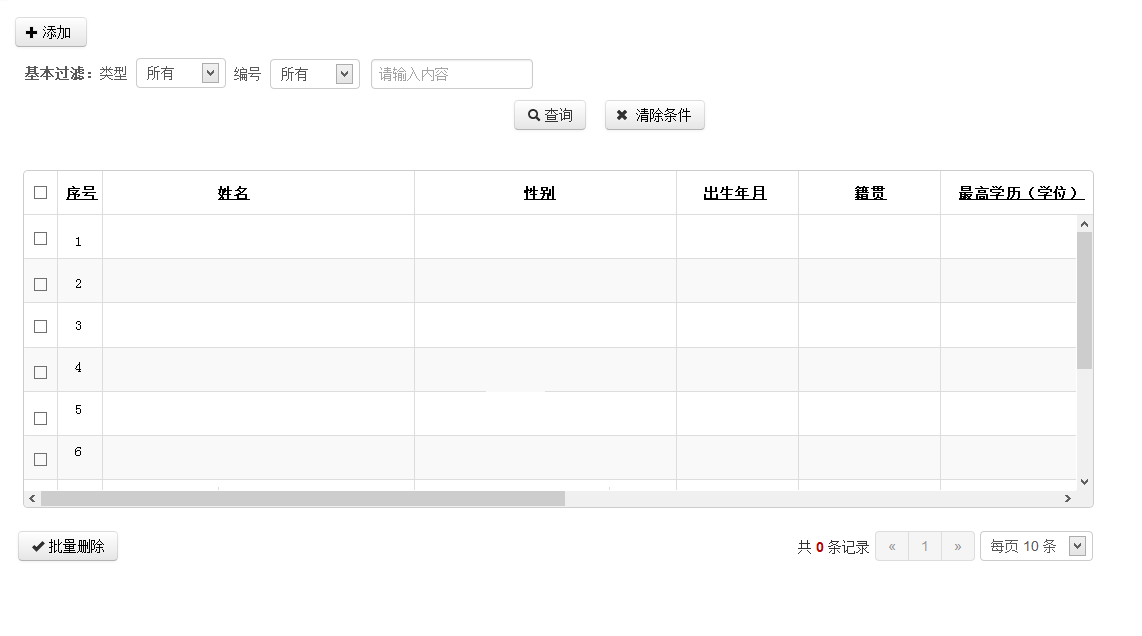 添加
基本过滤：类型 所有 编号 所有 请输入内容
查询 清除条件
序号 姓名 性别 出生年月 籍贯 最高学历（学位）
1
2
3
4
5
6
批量删除 共 0 条记录 « 1 » 每页 10 条